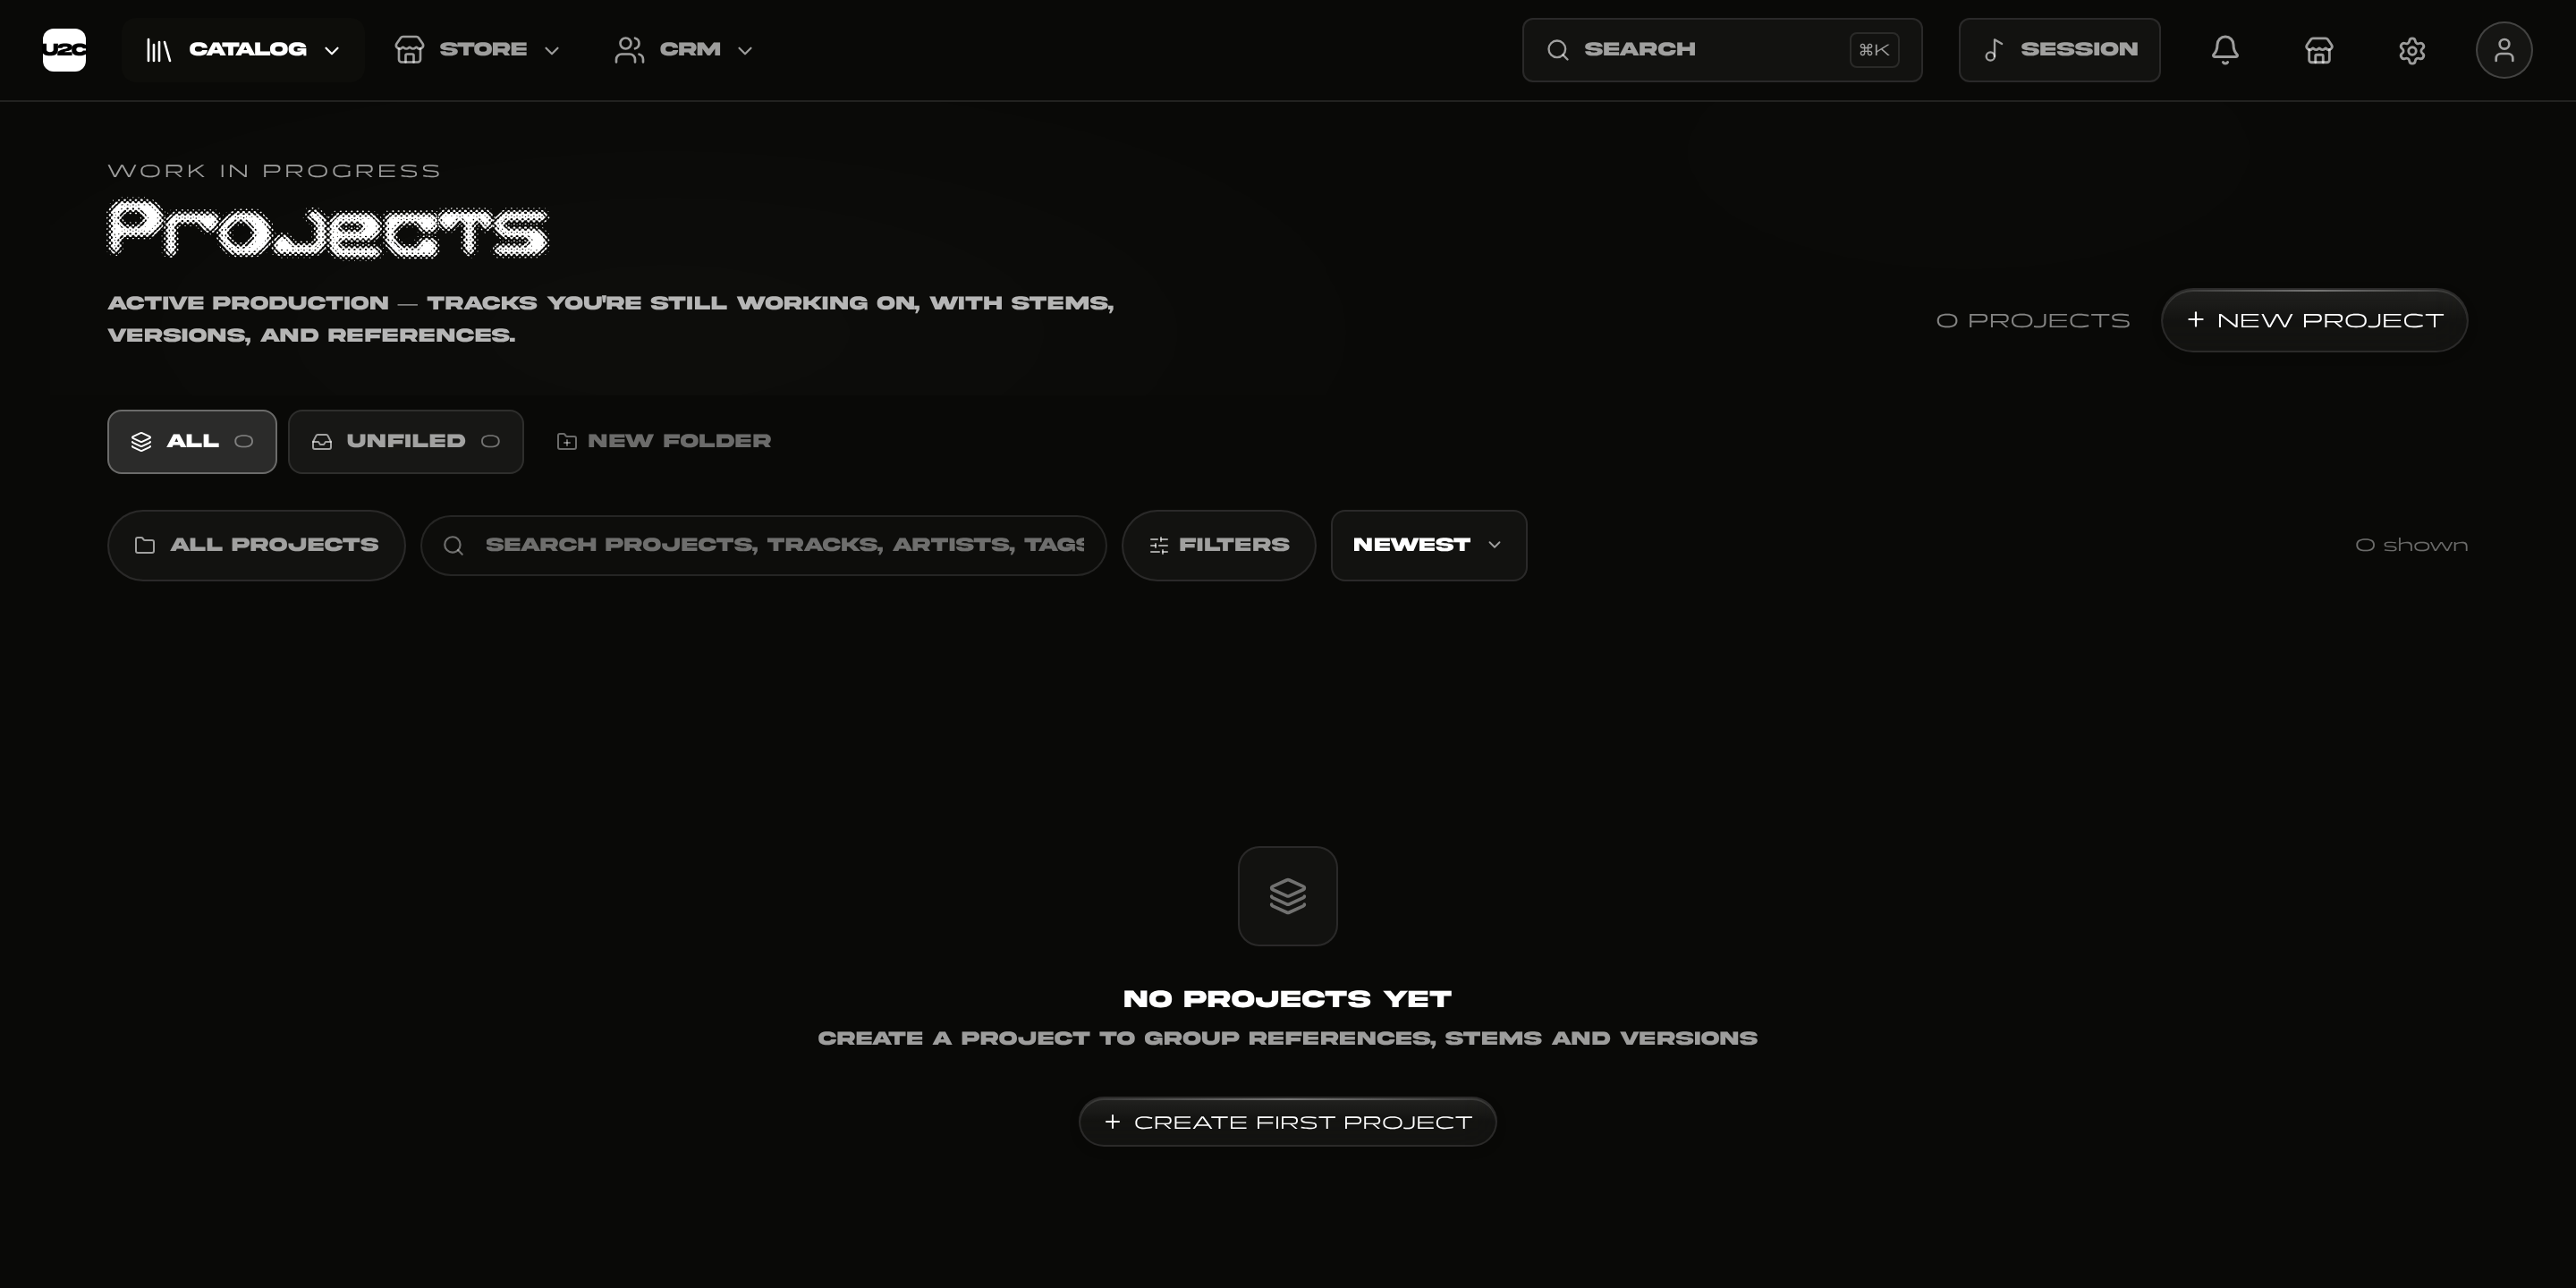 U2C
CATALOG
STORE
CRM
SEARCH
⌘K
SESSION
WORK IN PROGRESS
Projects
ACTIVE PRODUCTION — TRACKS YOU'RE STILL WORKING ON, WITH STEMS,
VERSIONS, AND REFERENCES.
0 PROJECTS
+ NEW PROJECT
ALL 0
UNFILED 0
NEW FOLDER
ALL PROJECTS
SEARCH PROJECTS, TRACKS, ARTISTS, TAGS
FILTERS
NEWEST
0 shown
NO PROJECTS YET
CREATE A PROJECT TO GROUP REFERENCES, STEMS AND VERSIONS
+ CREATE FIRST PROJECT